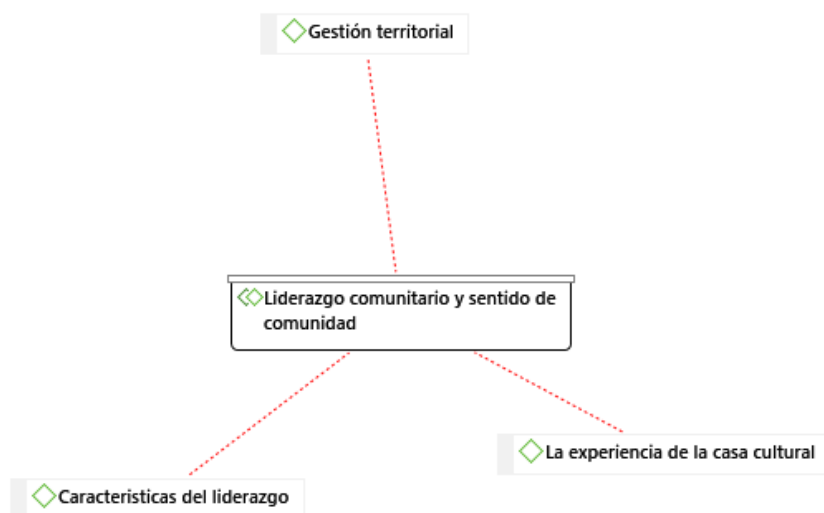 Gestión territorial
Liderazgo comunitario y sentido de
comunidad
La experiencia de la casa cultural
Caracteristicas del liderazgo